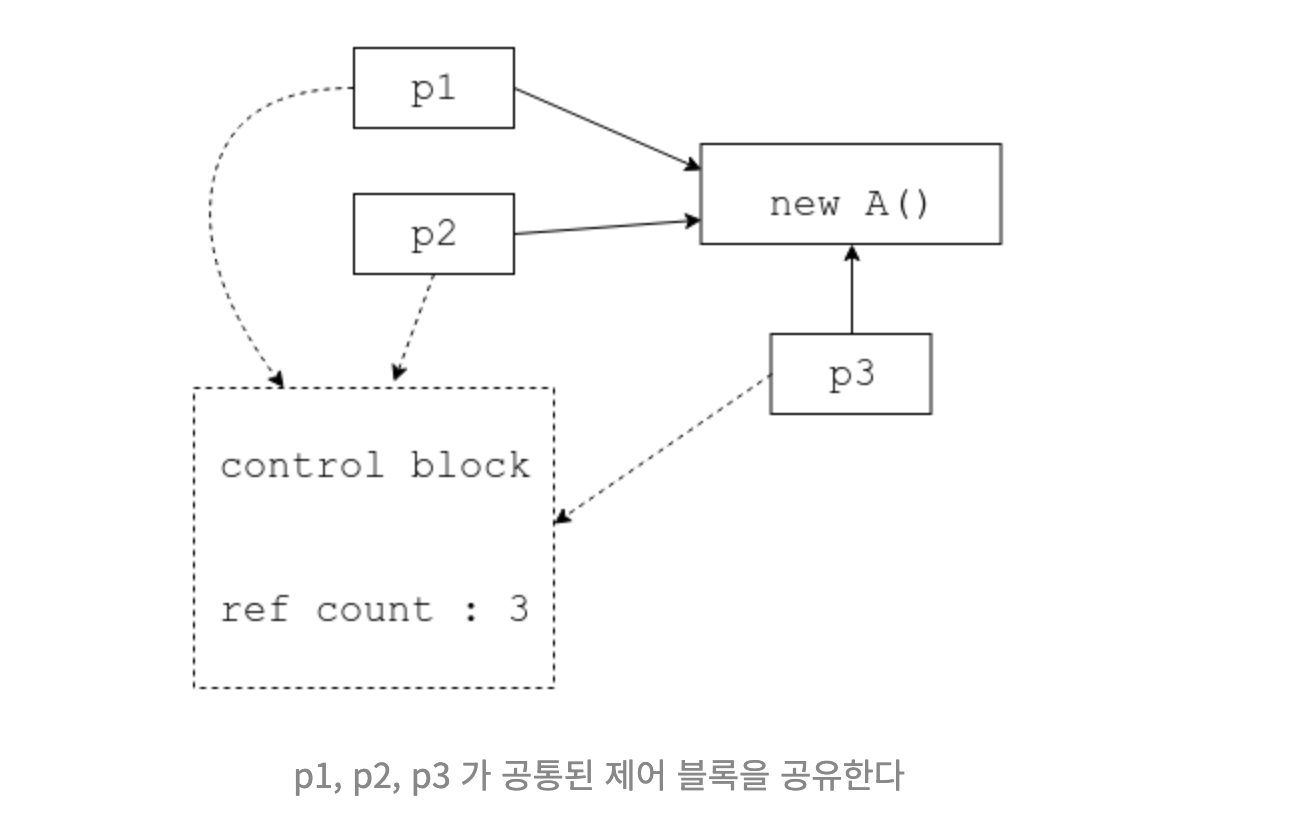 p1
new A()
p2
p3
control block
ref count : 3
p1, p2, p3 가 공통된 제어 블록을 공유한다